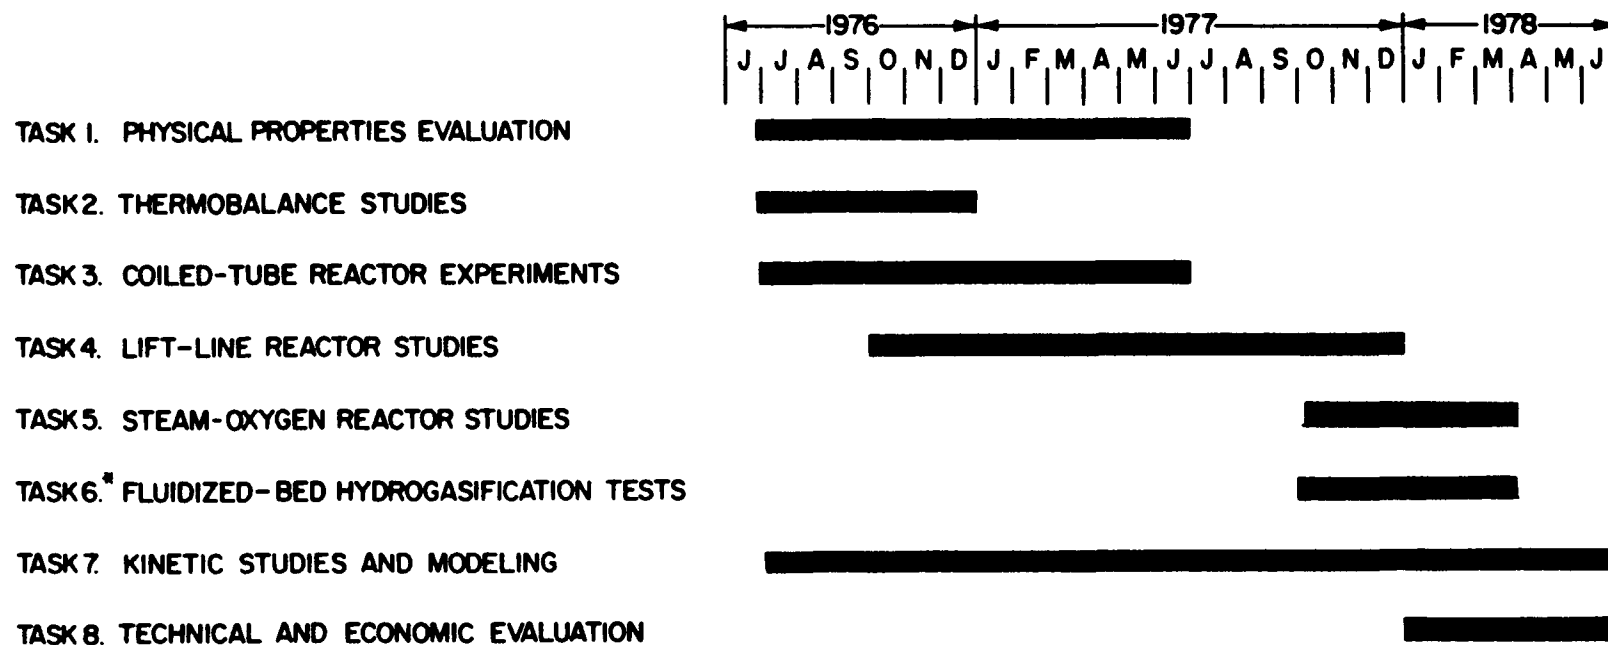 1976 1977 1978
J J A S O N D J F M A M J J A S O N D J F M A M J
TASK 1. PHYSICAL PROPERTIES EVALUATION
TASK 2. THERMOBALANCE STUDIES
TASK 3. COILED-TUBE REACTOR EXPERIMENTS
TASK 4. LIFT-LINE REACTOR STUDIES
TASK 5. STEAM-OXYGEN REACTOR STUDIES
TASK 6.* FLUIDIZED-BED HYDROGASIFICATION TESTS
TASK 7. KINETIC STUDIES AND MODELING
TASK 8. TECHNICAL AND ECONOMIC EVALUATION